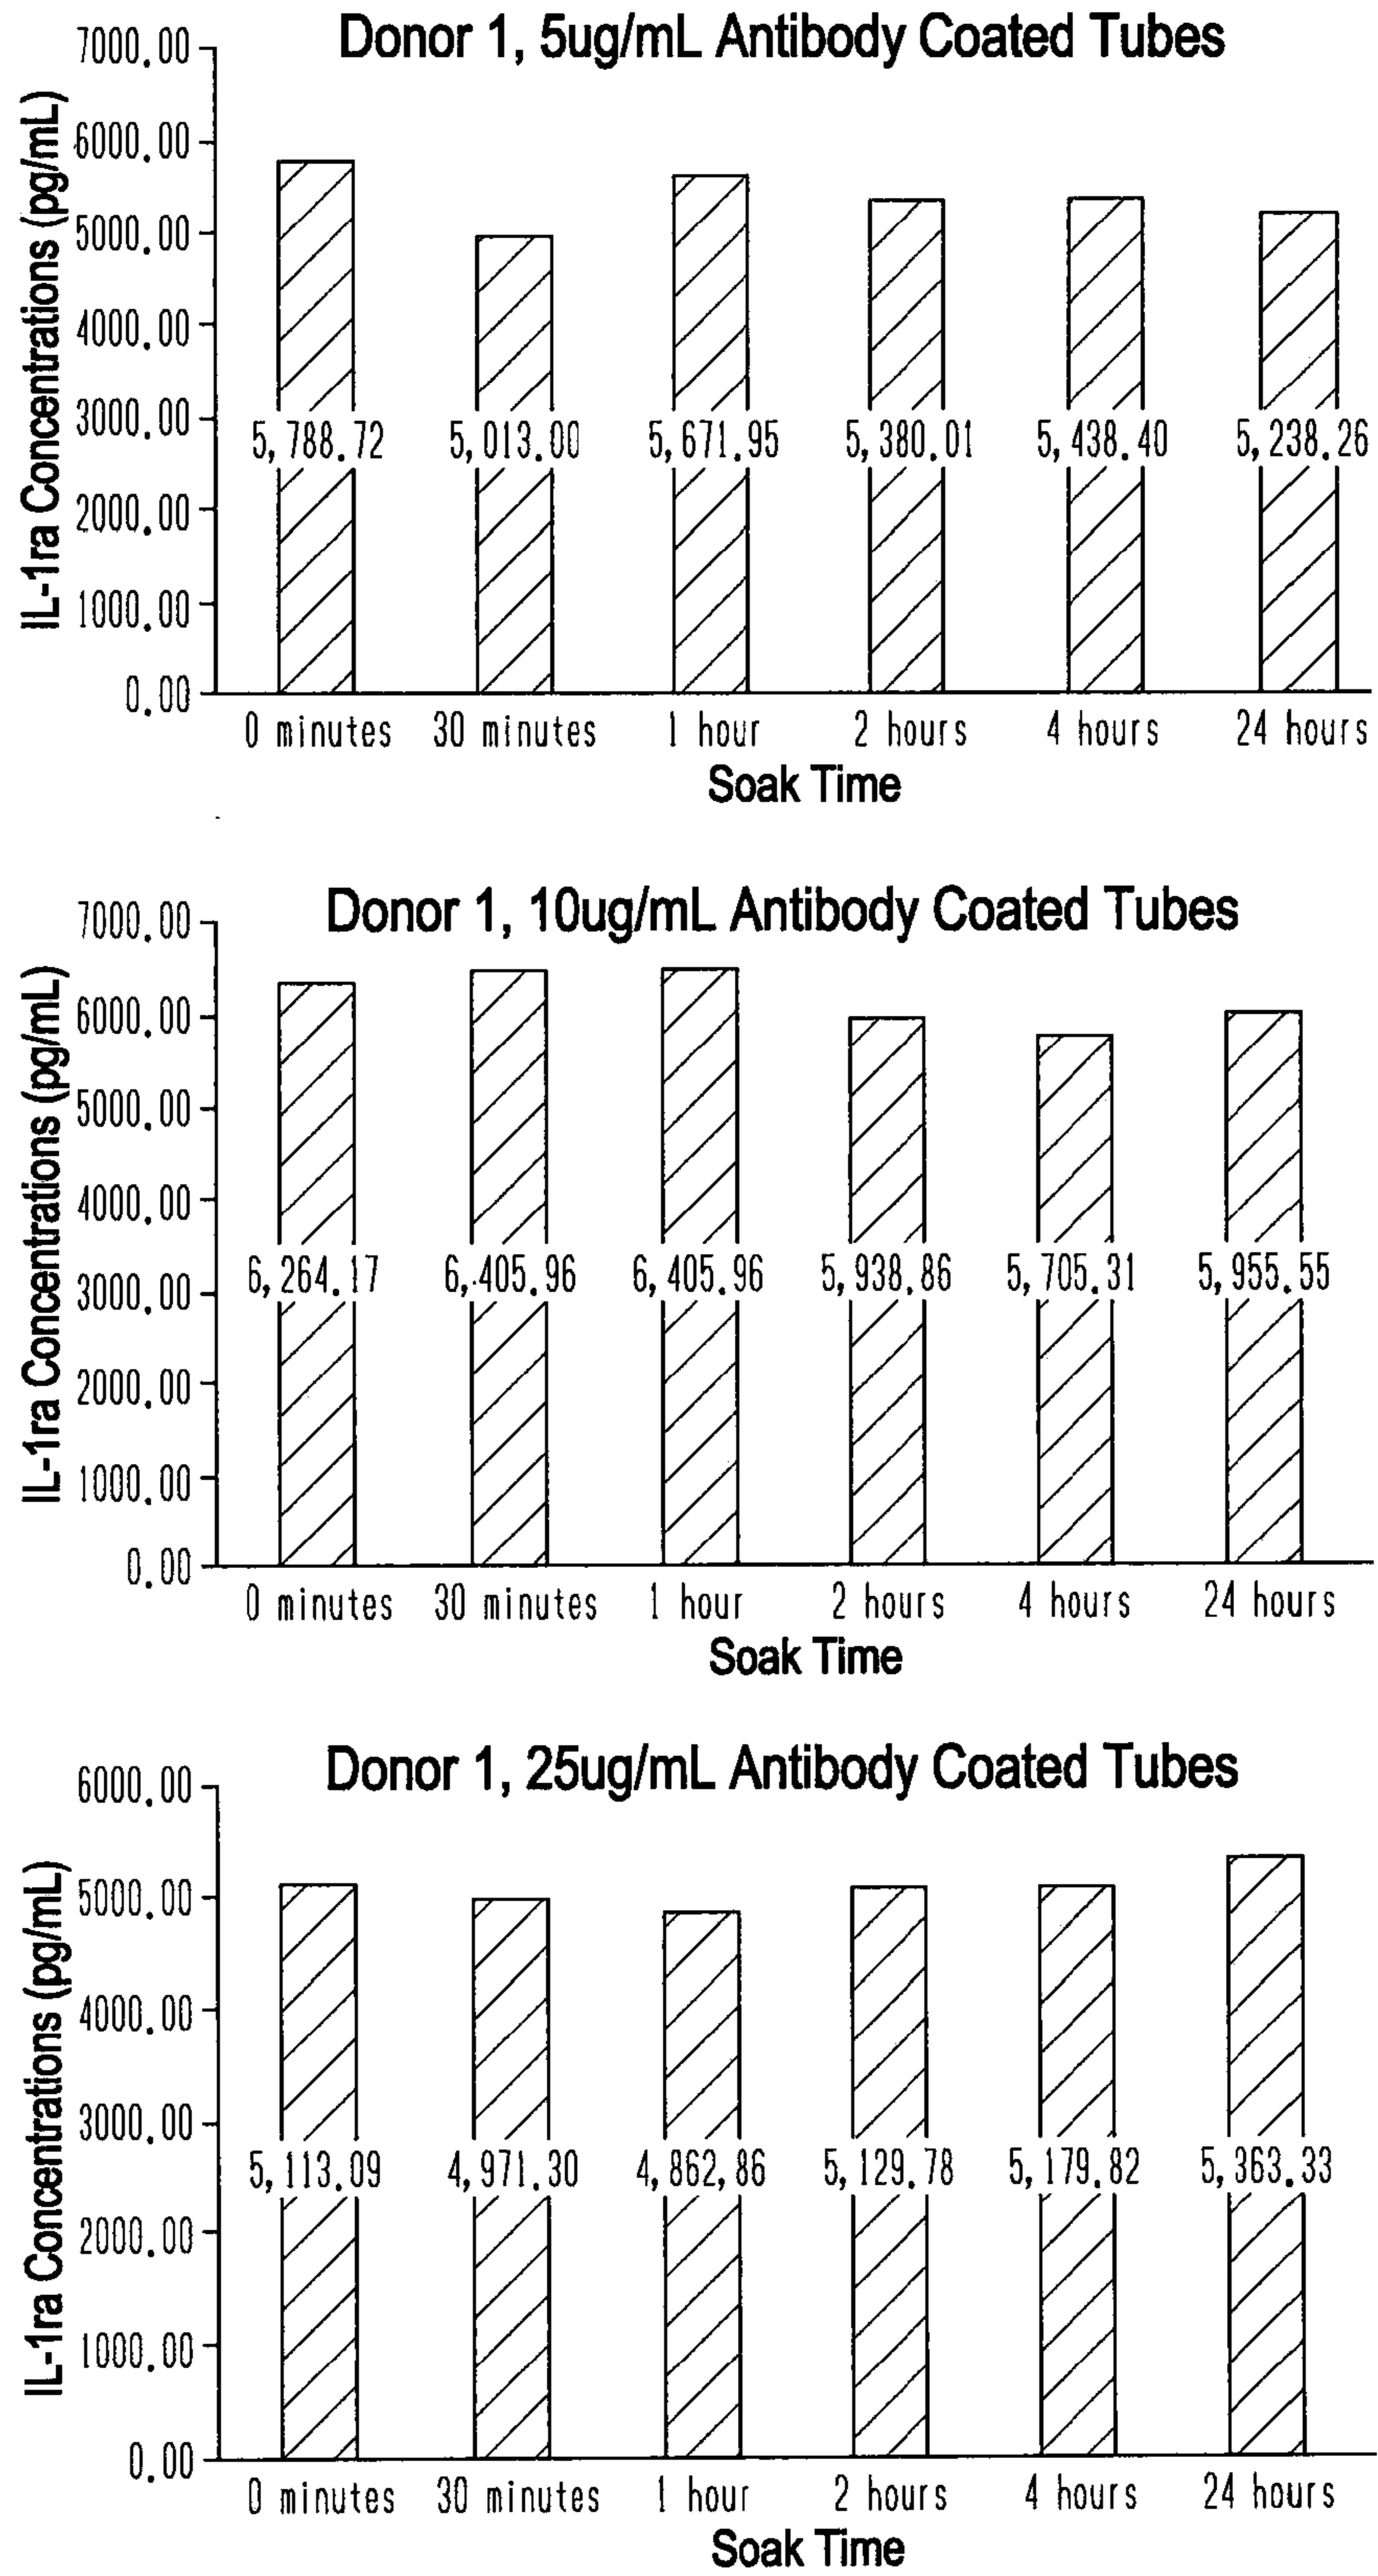 Donor 1, 5ug/mL Antibody Coated Tubes
IL-1ra Concentrations (pg/mL)
7000.00
6000.00
5000.00
4000.00
3000.00
2000.00
1000.00
0.00
5,788.72 5,013.00 5,671.95 5,380.01 5,438.40 5,238.26
0 minutes 30 minutes 1 hour 2 hours 4 hours 24 hours
Soak Time
Donor 1, 10ug/mL Antibody Coated Tubes
IL-1ra Concentrations (pg/mL)
7000.00
6000.00
5000.00
4000.00
3000.00
2000.00
1000.00
0.00
6,264.17 6,405.96 6,405.96 5,938.86 5,705.31 5,955.55
0 minutes 30 minutes 1 hour 2 hours 4 hours 24 hours
Soak Time
Donor 1, 25ug/mL Antibody Coated Tubes
IL-1ra Concentrations (pg/mL)
6000.00
5000.00
4000.00
3000.00
2000.00
1000.00
0.00
5,113.09 4,971.30 4,862,86 5,129.78 5,179.82 5,363.33
0 minutes 30 minutes 1 hour 2 hours 4 hours 24 hours
Soak Time